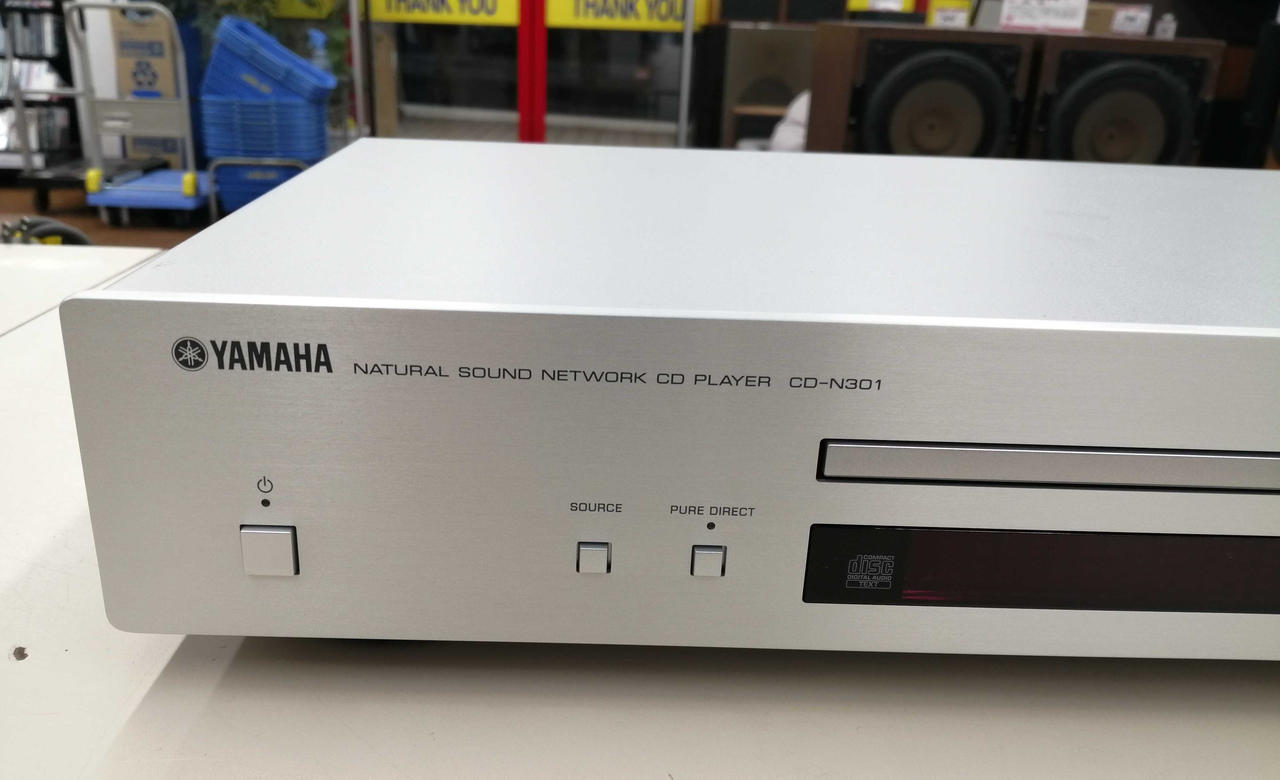 THANK YOU
THANK YOU
YAMAHA
NATURAL SOUND NETWORK CD PLAYER CD-N301
SOURCE
PURE DIRECT
COMPACT
disc
DIGITAL AUDIO
TEXT